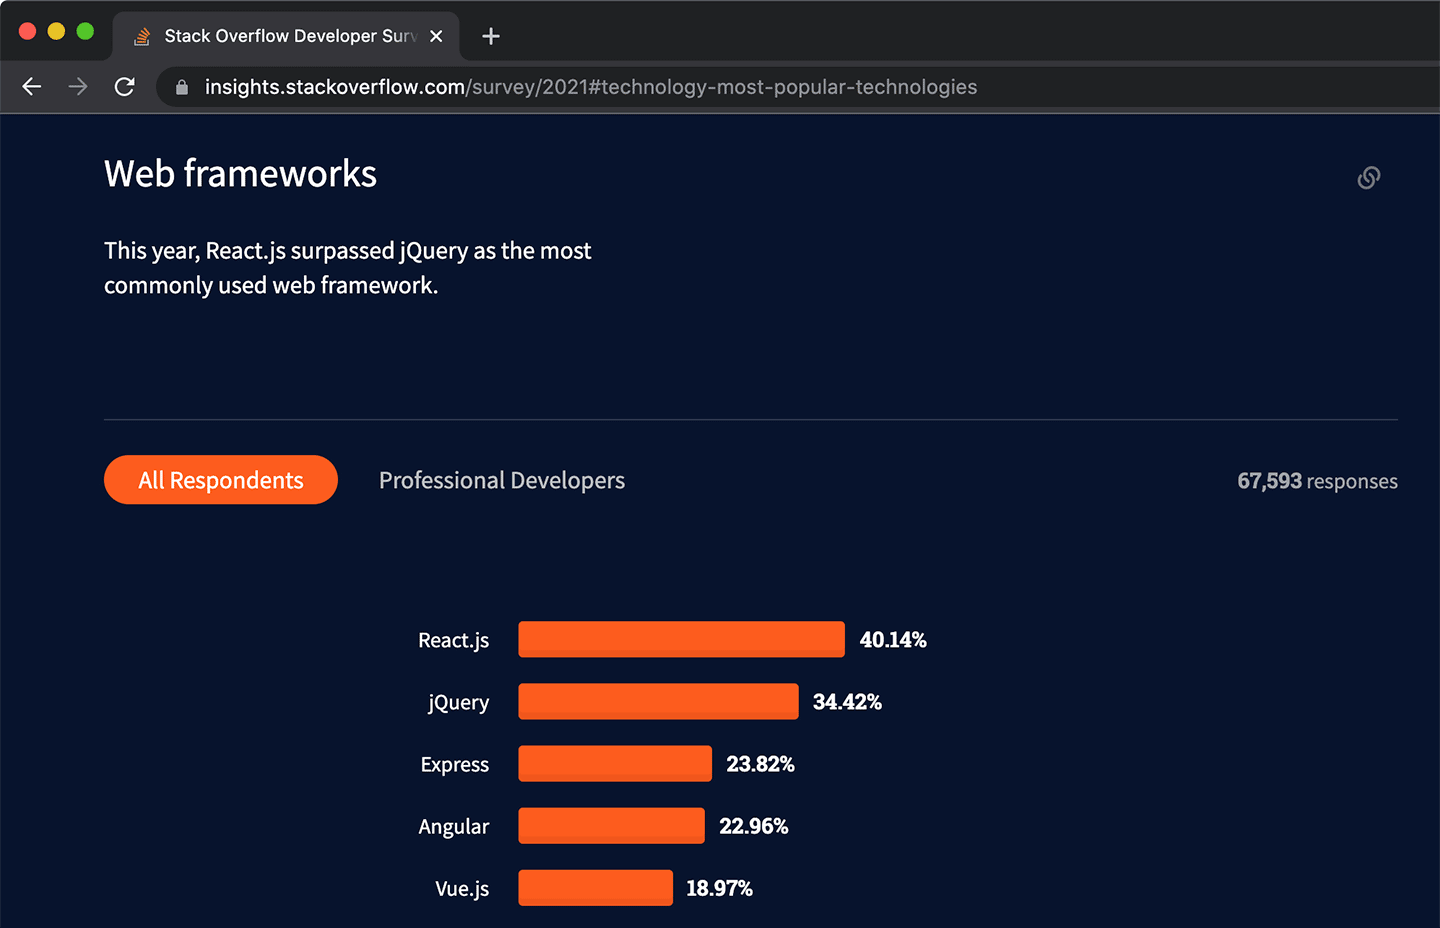 Stack Overflow Developer Surv
insights.stackoverflow.com/survey/2021#technology-most-popular-technologies
Web frameworks
This year, React.js surpassed jQuery as the most
commonly used web framework.
All Respondents Professional Developers 67,593 responses
React.js 40.14%
jQuery 34.42%
Express 23.82%
Angular 22.96%
Vue.js 18.97%